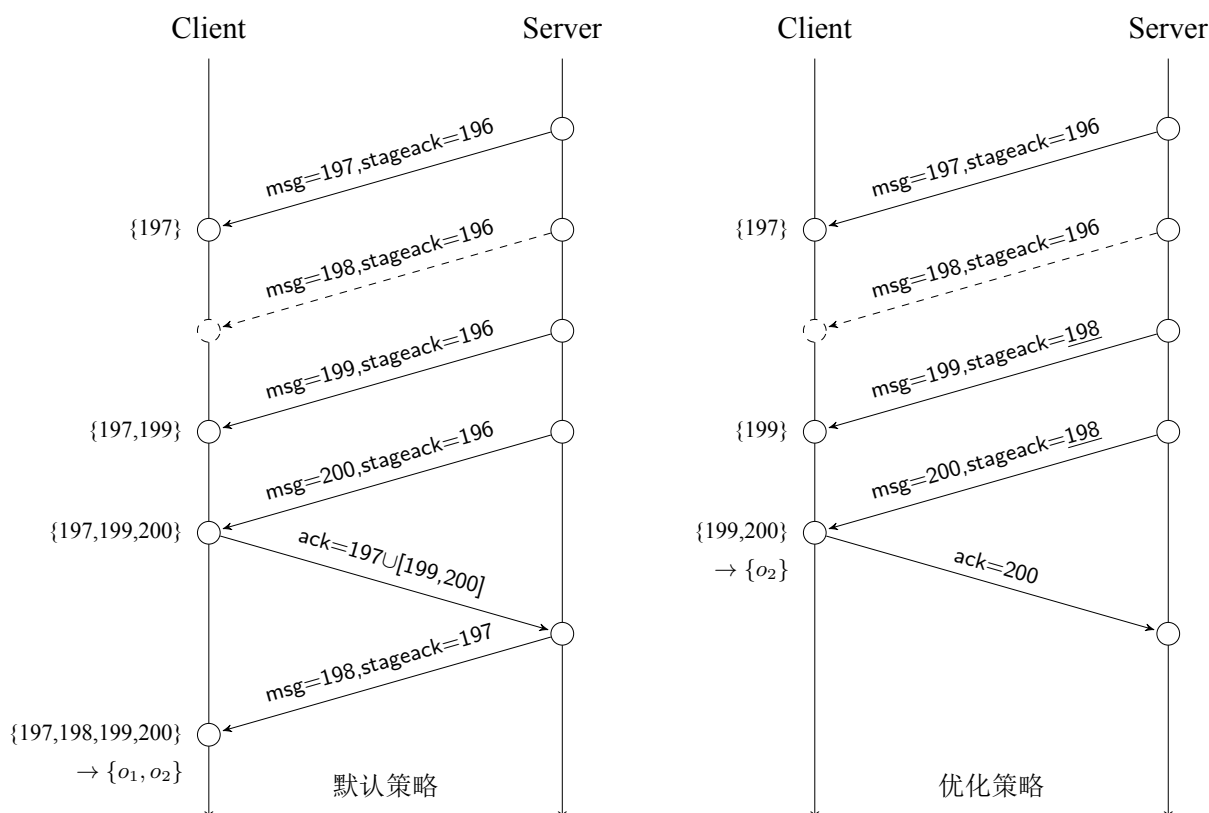 Client
Server
msg=197,stageack=196
{197}
msg=198,stageack=196
msg=199,stageack=196
{197,199}
msg=200,stageack=196
{197,199,200}
ack=197∪[199,200]
msg=198,stageack=197
{197,198,199,200}
→ {o₁, o₂}
默认策略
Client
Server
msg=197,stageack=196
{197}
msg=198,stageack=196
msg=199,stageack=198
{199}
msg=200,stageack=198
{199,200}
→ {o₂}
ack=200
优化策略